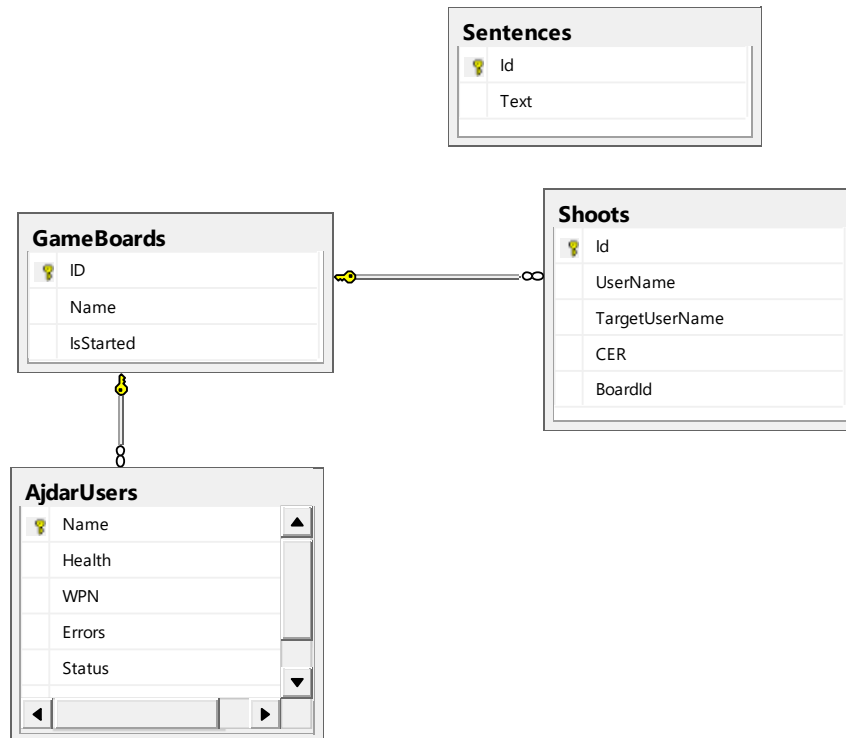 Sentences
Id
Text
GameBoards
ID
Name
IsStarted
Shoots
Id
UserName
TargetUserName
CER
BoardId
AjdarUsers
Name
Health
WPN
Errors
Status